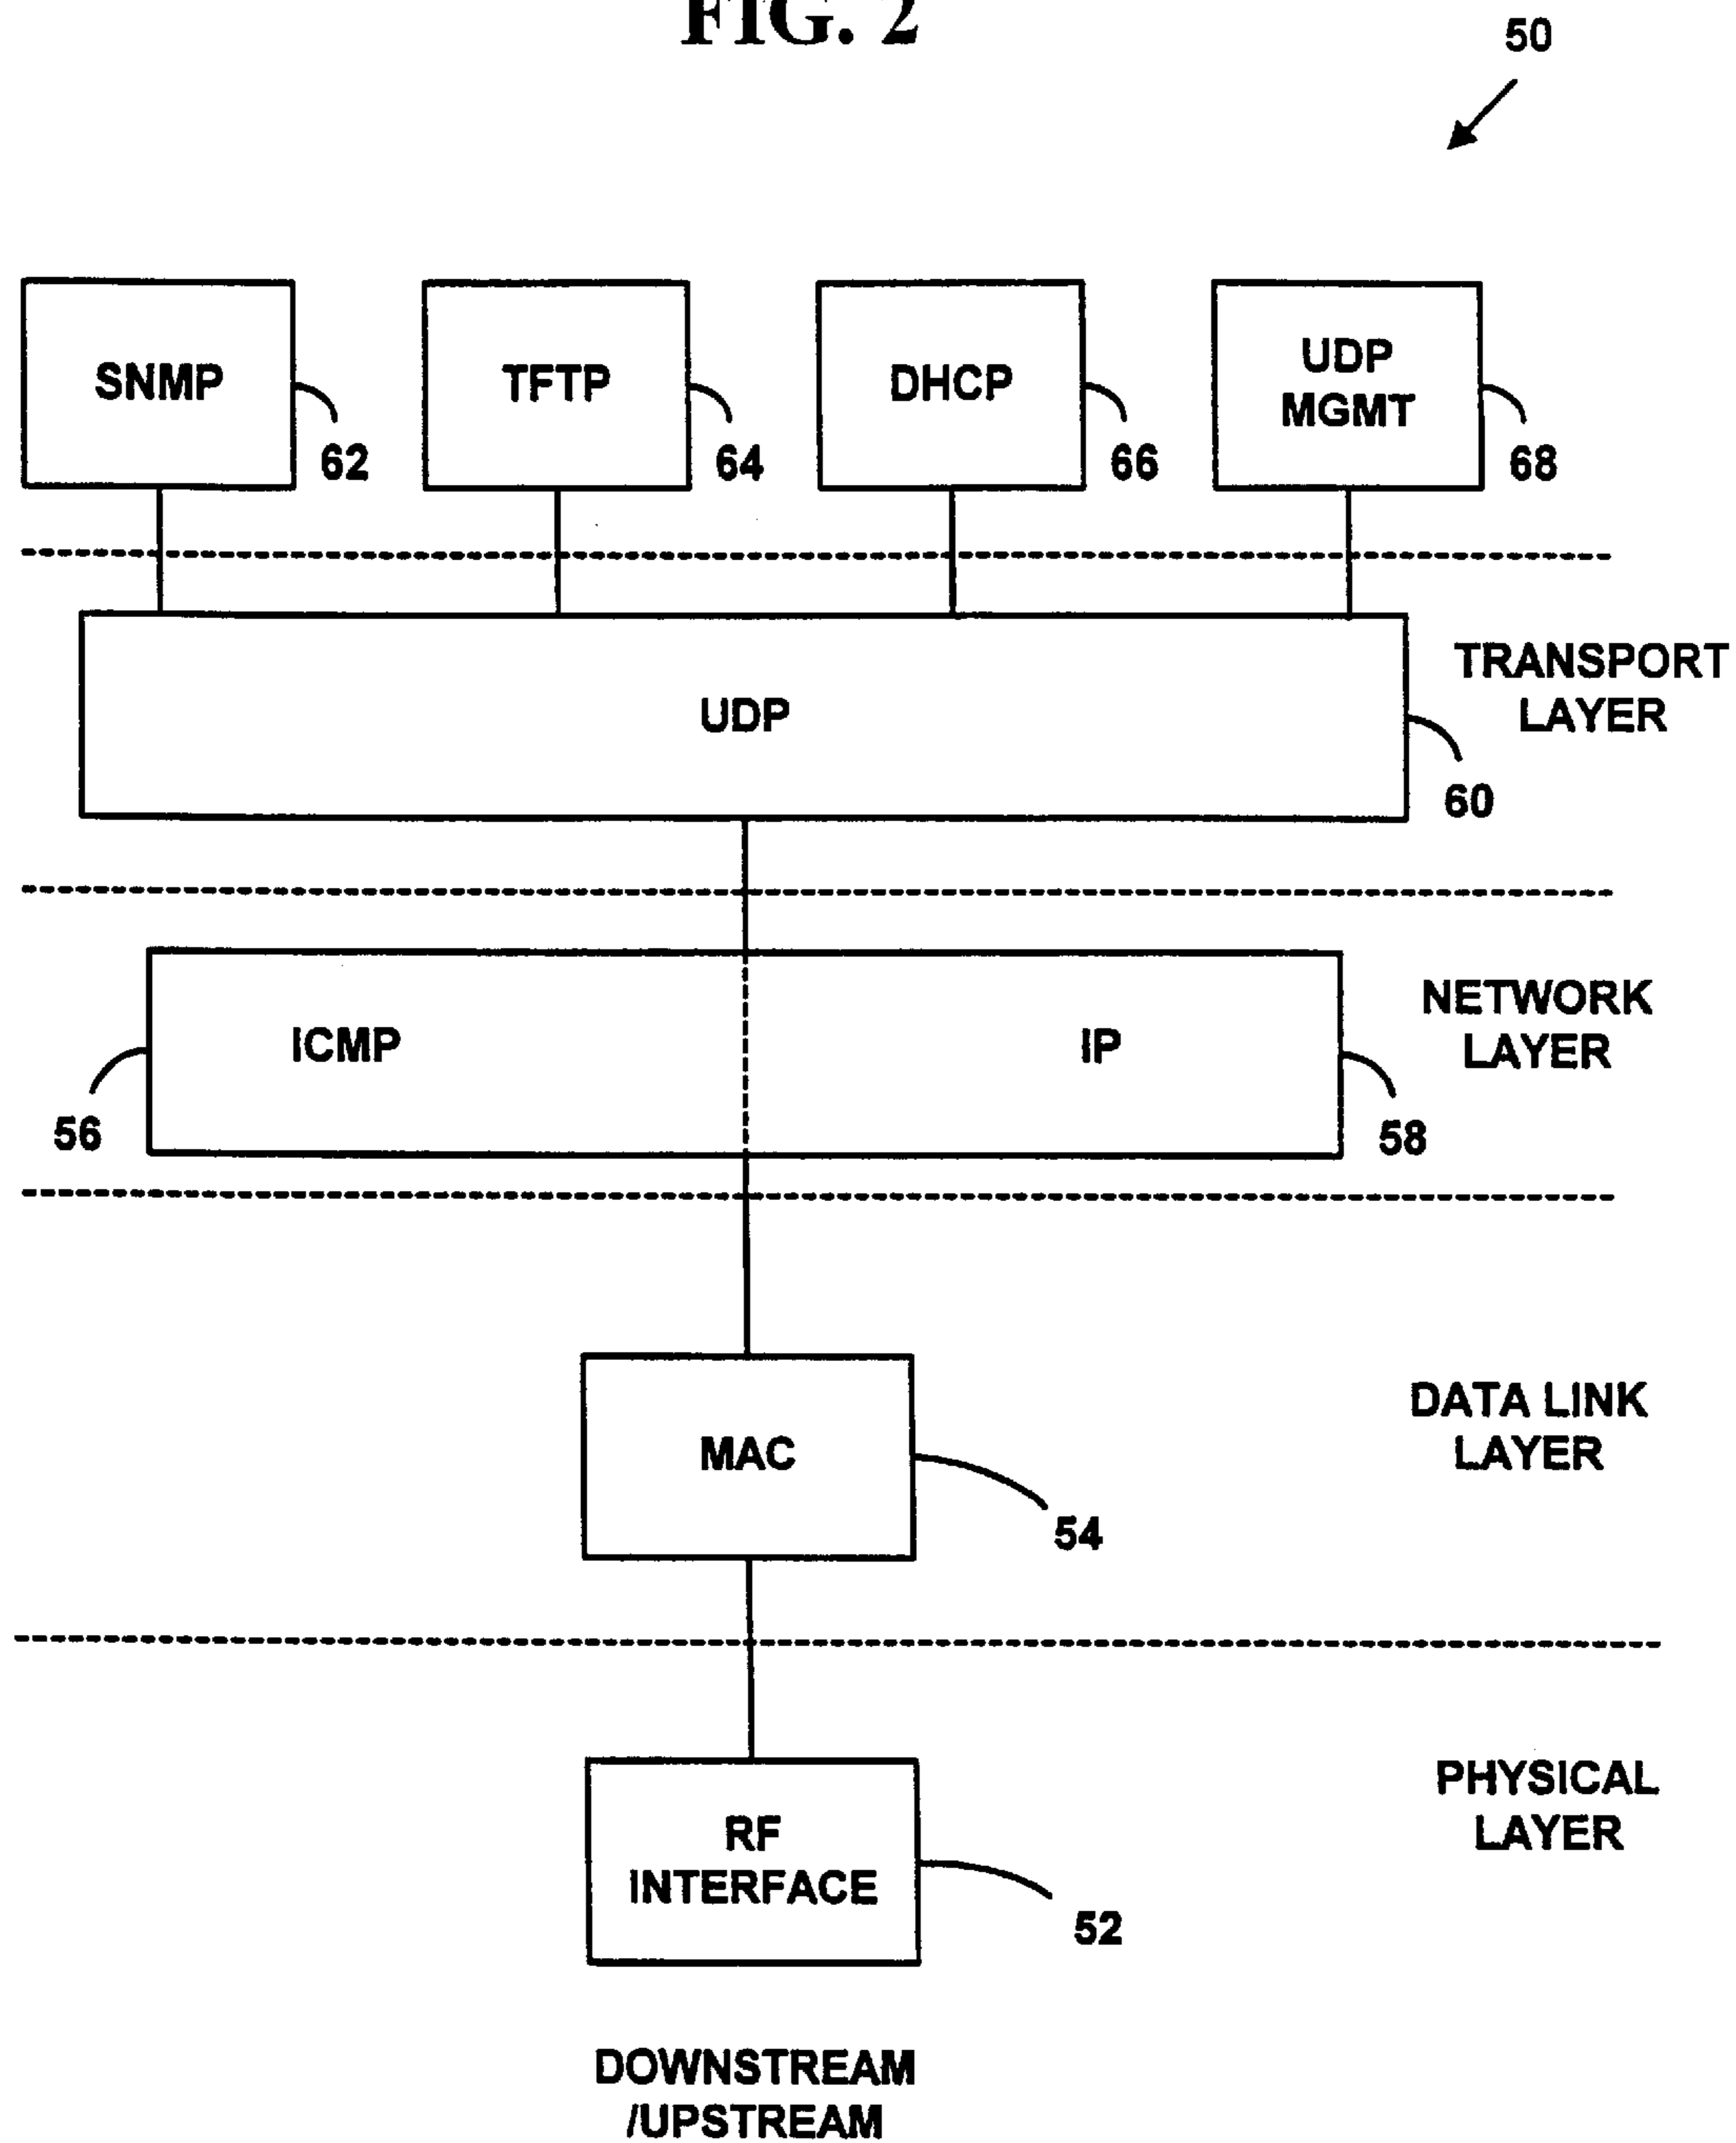 FIG. 2
50
SNMP
62
TFTP
64
DHCP
66
UDP
MGMT
68
UDP
60
TRANSPORT
LAYER
ICMP
56
IP
58
NETWORK
LAYER
MAC
54
DATA LINK
LAYER
RF
INTERFACE
52
PHYSICAL
LAYER
DOWNSTREAM
/UPSTREAM